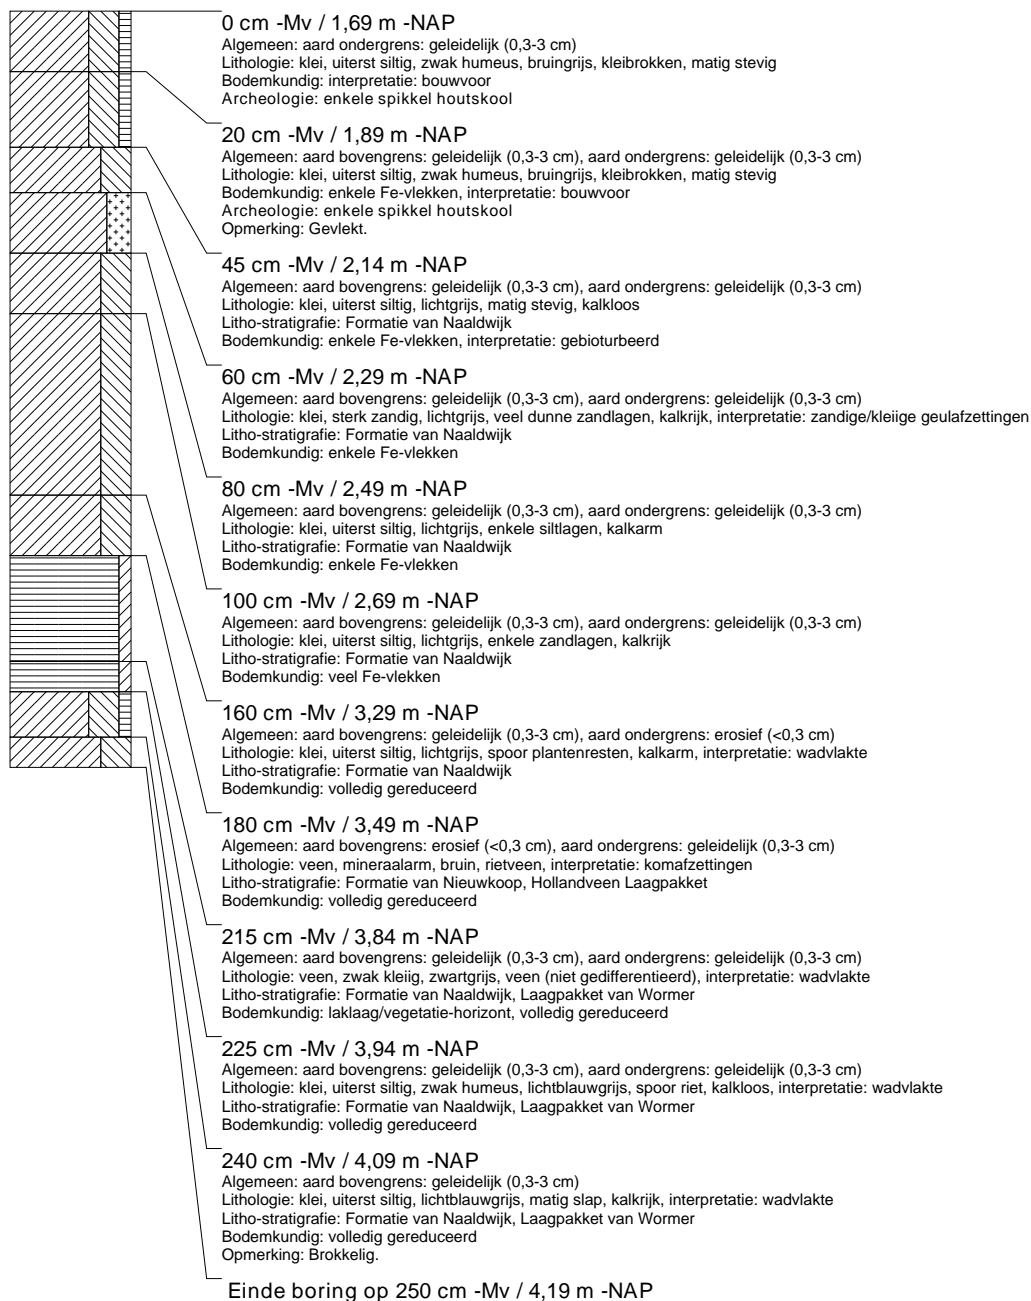 0 cm -Mv / 1,69 m -NAP
Algemeen: aard ondergrens: geleidelijk (0,3-3 cm)
Lithologie: klei, uiterst siltig, zwak humeus, bruingrijs, kleibrokken, matig stevig
Bodemkundig: interpretatie: bouwvoor
Archeologie: enkele spikkel houtskool
20 cm -Mv / 1,89 m -NAP
Algemeen: aard bovengrens: geleidelijk (0,3-3 cm), aard ondergrens: geleidelijk (0,3-3 cm)
Lithologie: klei, uiterst siltig, zwak humeus, bruingrijs, kleibrokken, matig stevig
Bodemkundig: enkele Fe-vlekken, interpretatie: bouwvoor
Archeologie: enkele spikkel houtskool
Opmerking: Gevlekt.
45 cm -Mv / 2,14 m -NAP
Algemeen: aard bovengrens: geleidelijk (0,3-3 cm), aard ondergrens: geleidelijk (0,3-3 cm)
Lithologie: klei, uiterst siltig, lichtgrijs, matig stevig, kalkloos
Litho-stratigrafie: Formatie van Naaldwijk
Bodemkundig: enkele Fe-vlekken, interpretatie: gebioturbeerd
60 cm -Mv / 2,29 m -NAP
Algemeen: aard bovengrens: geleidelijk (0,3-3 cm), aard ondergrens: geleidelijk (0,3-3 cm)
Lithologie: klei, sterk zandig, lichtgrijs, veel dunne zandlagen, kalkrijk, interpretatie: zandige/kleiige geulafzettingen
Litho-stratigrafie: Formatie van Naaldwijk
Bodemkundig: enkele Fe-vlekken
80 cm -Mv / 2,49 m -NAP
Algemeen: aard bovengrens: geleidelijk (0,3-3 cm), aard ondergrens: geleidelijk (0,3-3 cm)
Lithologie: klei, uiterst siltig, lichtgrijs, enkele siltlagen, kalkarm
Litho-stratigrafie: Formatie van Naaldwijk
Bodemkundig: enkele Fe-vlekken
100 cm -Mv / 2,69 m -NAP
Algemeen: aard bovengrens: geleidelijk (0,3-3 cm), aard ondergrens: geleidelijk (0,3-3 cm)
Lithologie: klei, uiterst siltig, lichtgrijs, enkele zandlagen, kalkrijk
Litho-stratigrafie: Formatie van Naaldwijk
Bodemkundig: veel Fe-vlekken
160 cm -Mv / 3,29 m -NAP
Algemeen: aard bovengrens: geleidelijk (0,3-3 cm), aard ondergrens: erosief (<0,3 cm)
Lithologie: klei, uiterst siltig, lichtgrijs, spoor plantenresten, kalkarm, interpretatie: wadvlakte
Litho-stratigrafie: Formatie van Naaldwijk
Bodemkundig: volledig gereduceerd
180 cm -Mv / 3,49 m -NAP
Algemeen: aard bovengrens: erosief (<0,3 cm), aard ondergrens: geleidelijk (0,3-3 cm)
Lithologie: veen, mineraalarm, bruin, rietveen, interpretatie: komafzettingen
Litho-stratigrafie: Formatie van Nieuwkoop, Hollandveen Laagpakket
Bodemkundig: volledig gereduceerd
215 cm -Mv / 3,84 m -NAP
Algemeen: aard bovengrens: geleidelijk (0,3-3 cm), aard ondergrens: geleidelijk (0,3-3 cm)
Lithologie: veen, zwak kleiig, zwartgrijs, veen (niet gedifferentieerd), interpretatie: wadvlakte
Litho-stratigrafie: Formatie van Naaldwijk, Laagpakket van Wormer
Bodemkundig: laklaag/vegetatie-horizont, volledig gereduceerd
225 cm -Mv / 3,94 m -NAP
Algemeen: aard bovengrens: geleidelijk (0,3-3 cm), aard ondergrens: geleidelijk (0,3-3 cm)
Lithologie: klei, uiterst siltig, zwak humeus, lichtblauwgrijs, spoor riet, kalkloos, interpretatie: wadvlakte
Litho-stratigrafie: Formatie van Naaldwijk, Laagpakket van Wormer
Bodemkundig: volledig gereduceerd
240 cm -Mv / 4,09 m -NAP
Algemeen: aard bovengrens: geleidelijk (0,3-3 cm)
Lithologie: klei, uiterst siltig, lichtblauwgrijs, matig slap, kalkrijk, interpretatie: wadvlakte
Litho-stratigrafie: Formatie van Naaldwijk, Laagpakket van Wormer
Bodemkundig: volledig gereduceerd
Opmerking: Brokkelig.
Einde boring op 250 cm -Mv / 4,19 m -NAP